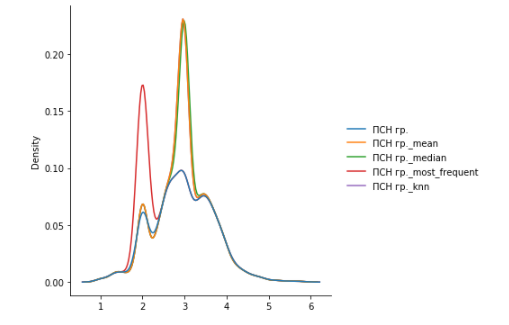 0.20
0.15
0.10
0.05
0.00
Density
1 2 3 4 5 6
ПСН гр.
ПСН гр._mean
ПСН гр._median
ПСН гр._most_frequent
ПСН гр._knn